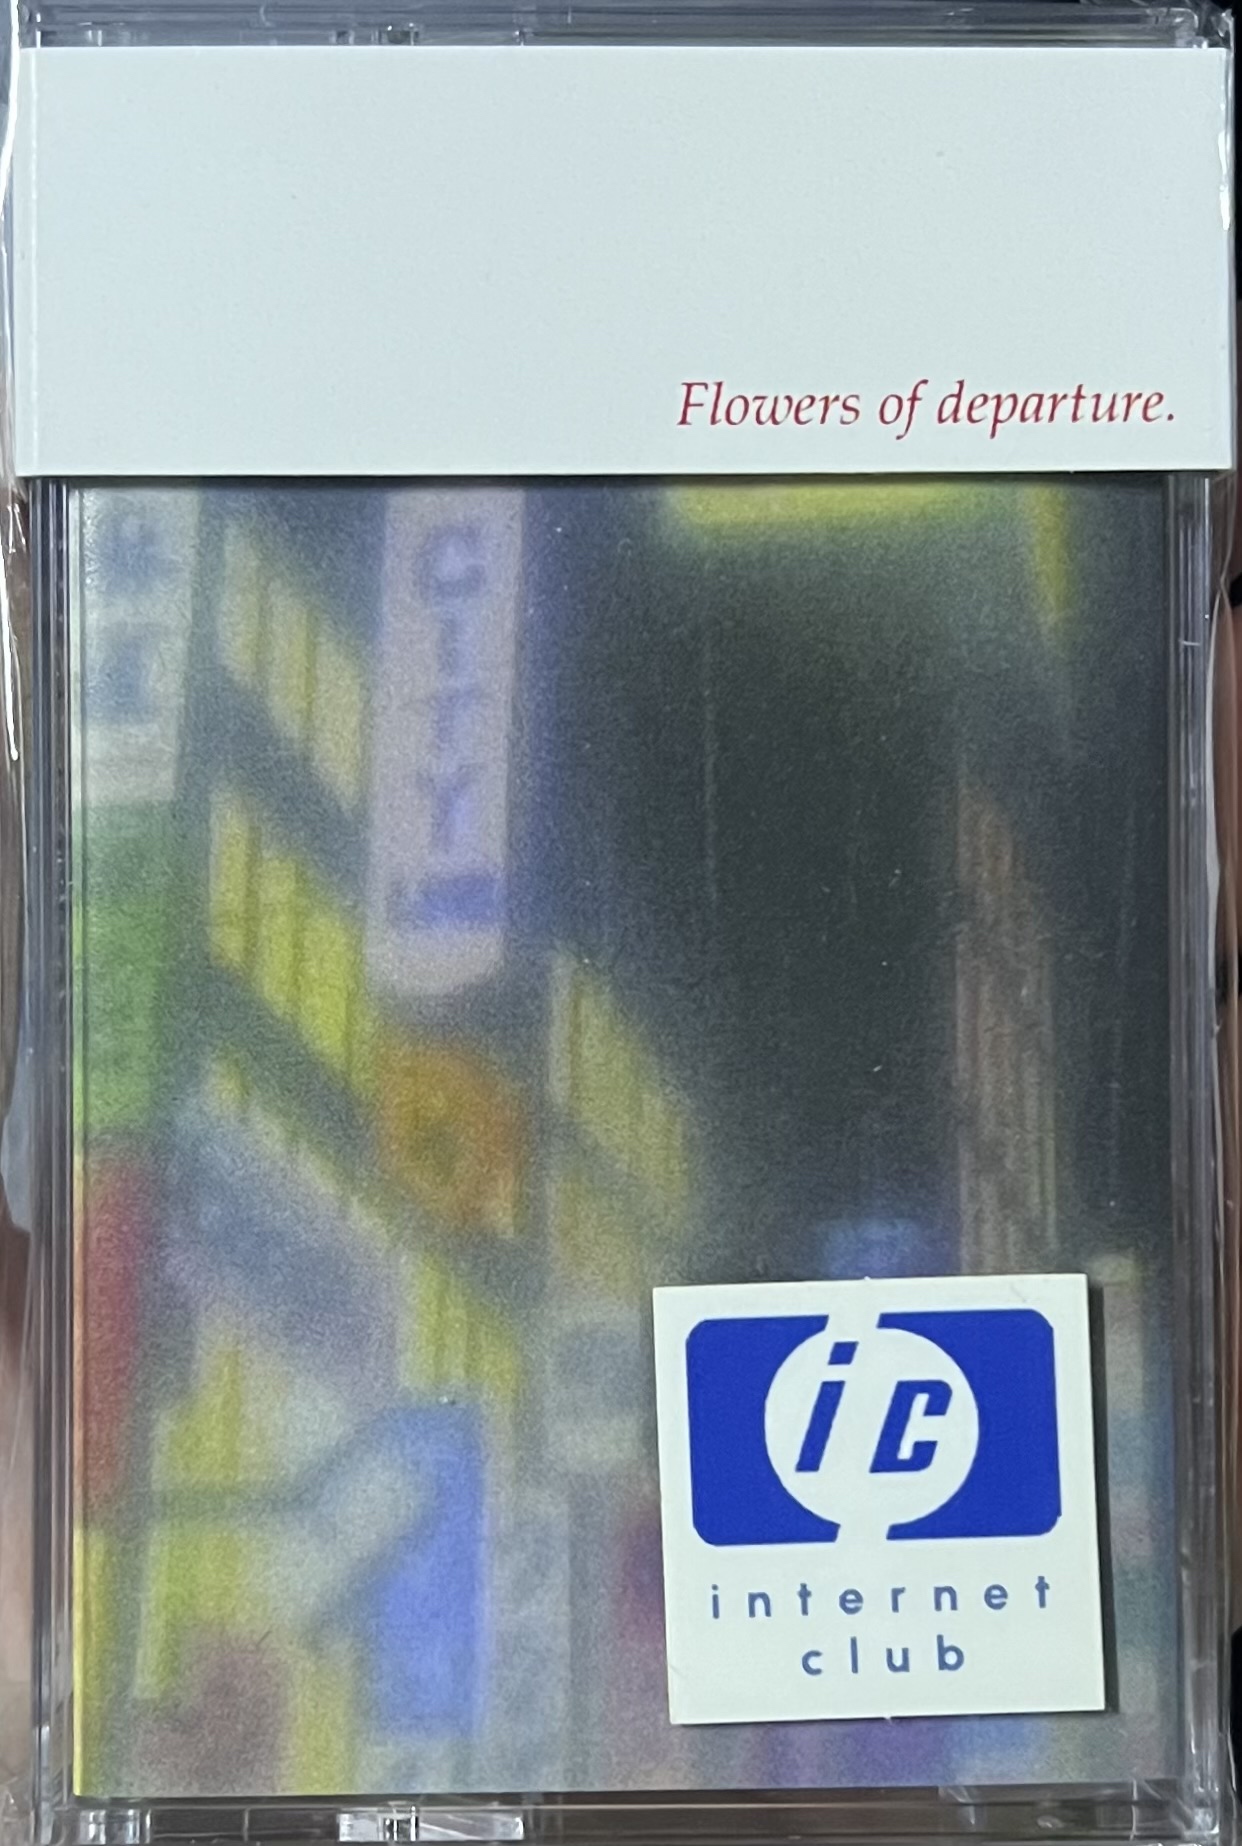 Flowers of departure.
CITY
ic
internet
club